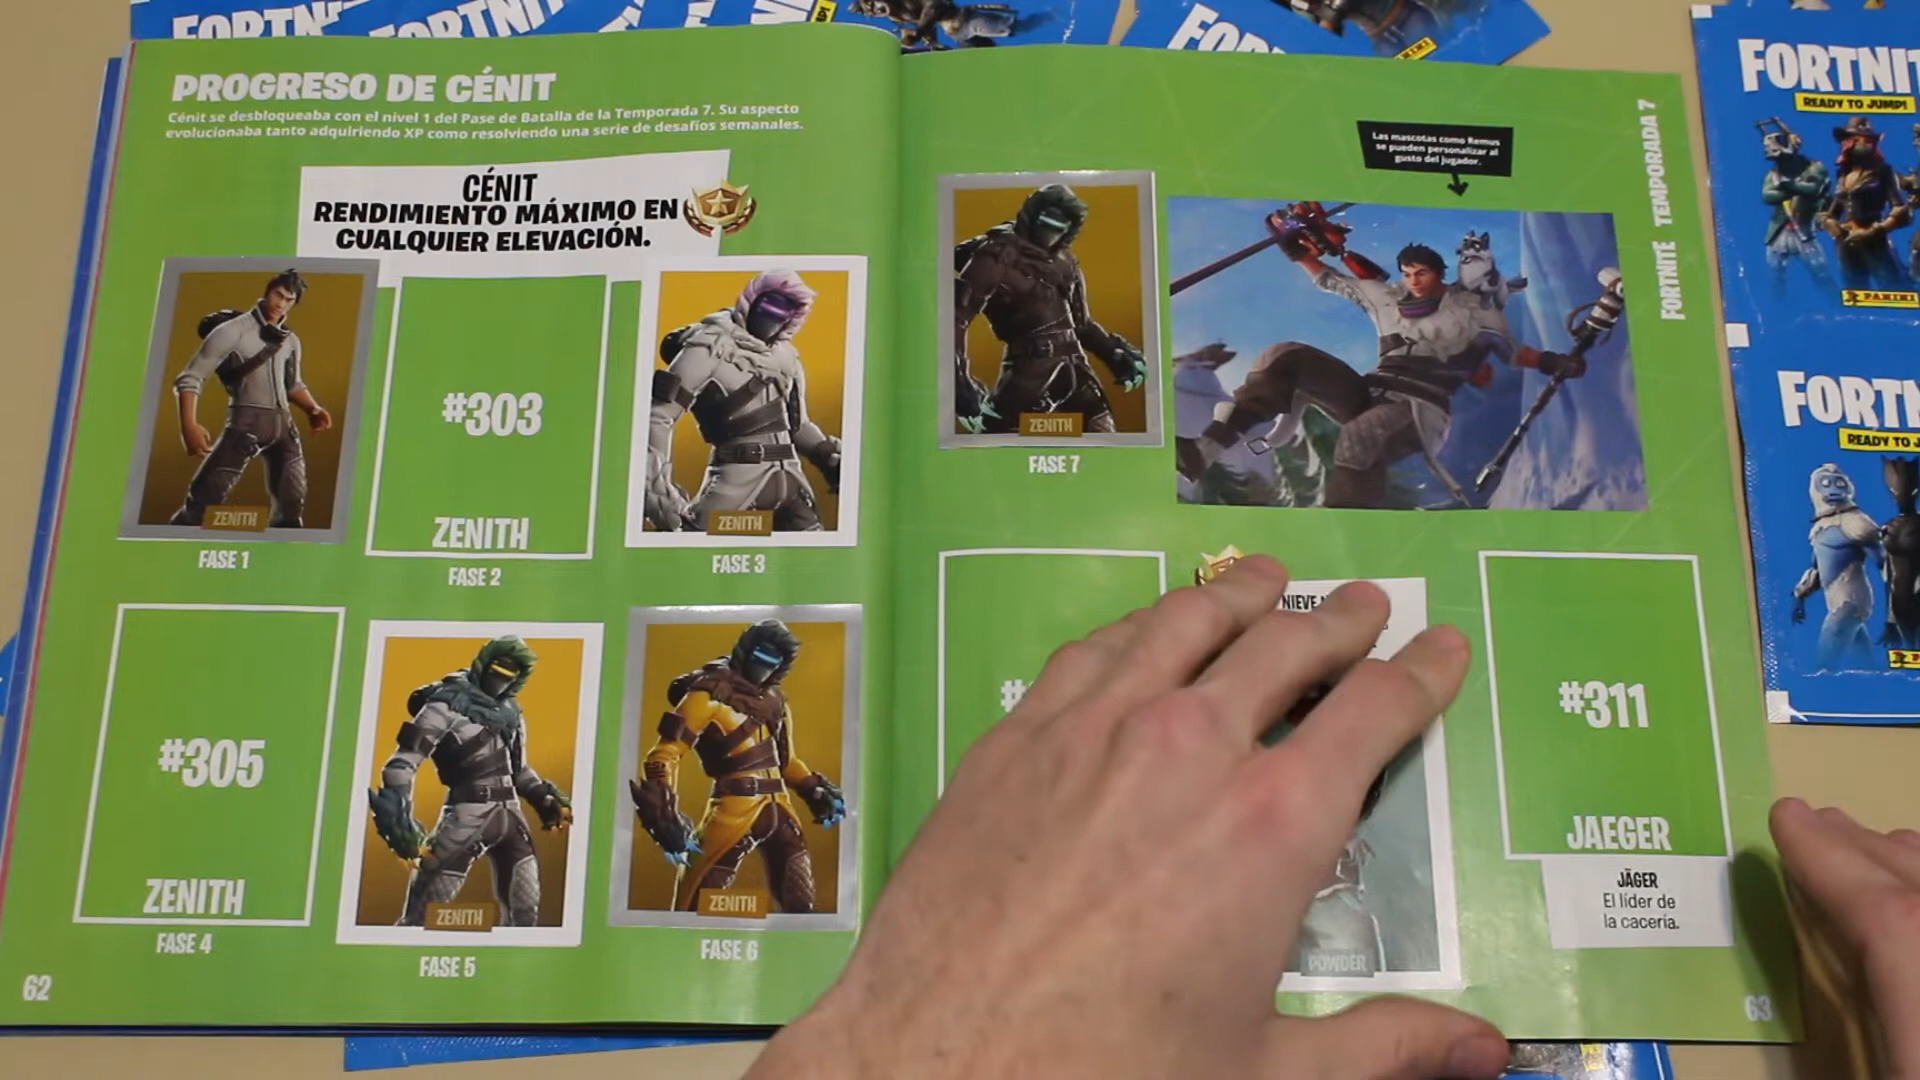 PROGRESO DE CÉNIT
Cénit se desbloqueaba con el nivel 1 del Pase de Batalla de la Temporada 7. Su aspecto
evolucionaba tanto adquiriendo XP como resolviendo una serie de desafíos semanales.
CÉNIT
RENDIMIENTO MÁXIMO EN
CUALQUIER ELEVACIÓN.
ZENITH
FASE 1
#303
ZENITH
FASE 2
ZENITH
FASE 3
#305
ZENITH
FASE 4
ZENITH
FASE 5
ZENITH
FASE 6
62
ZENITH
FASE 7
Las mascotas como Remus
se pueden personalizar al
gusto del jugador.
FORTNITE TEMPORADA 7
NIEVE
POWDER
#311
JAEGER
JÄGER
El líder de
la cacería.
63
FORTNIT
READY TO JUMP!
PANINI
FORTN
READY TO J